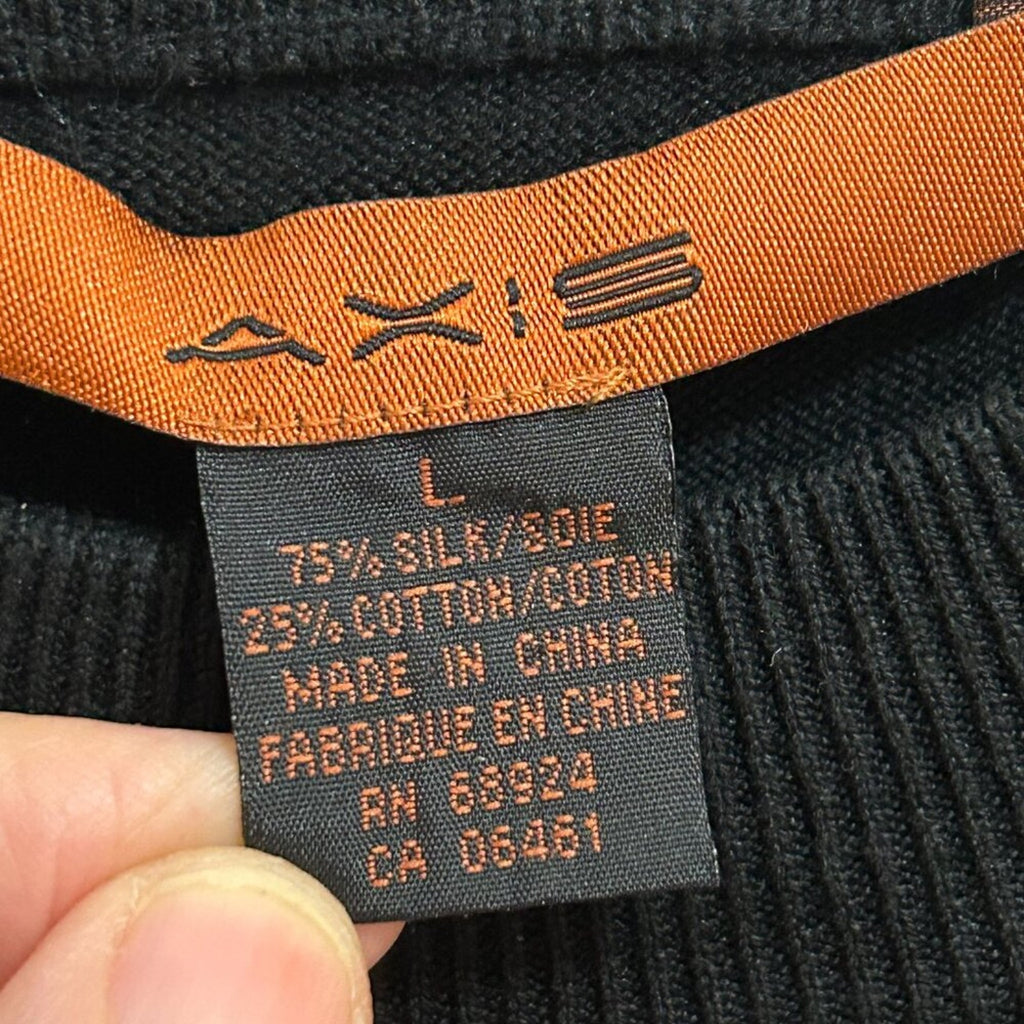 AXIS
L
75% SILK/SOIE
25% COTTON/COTON
MADE IN CHINA
FABRIQUE EN CHINE
RN 68924
CA 06461